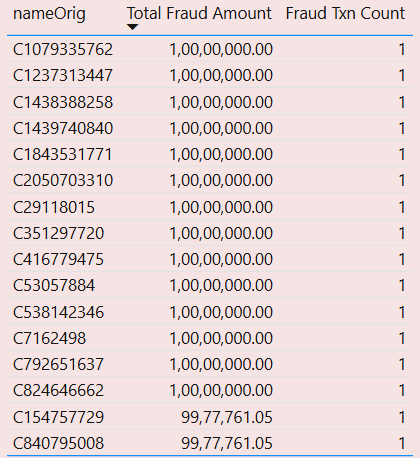 nameOrig Total Fraud Amount Fraud Txn Count
C1079335762 1,00,00,000.00 1
C1237313447 1,00,00,000.00 1
C1438388258 1,00,00,000.00 1
C1439740840 1,00,00,000.00 1
C1843531771 1,00,00,000.00 1
C2050703310 1,00,00,000.00 1
C29118015 1,00,00,000.00 1
C351297720 1,00,00,000.00 1
C416779475 1,00,00,000.00 1
C53057884 1,00,00,000.00 1
C538142346 1,00,00,000.00 1
C7162498 1,00,00,000.00 1
C792651637 1,00,00,000.00 1
C824646662 1,00,00,000.00 1
C154757729 99,77,761.05 1
C840795008 99,77,761.05 1